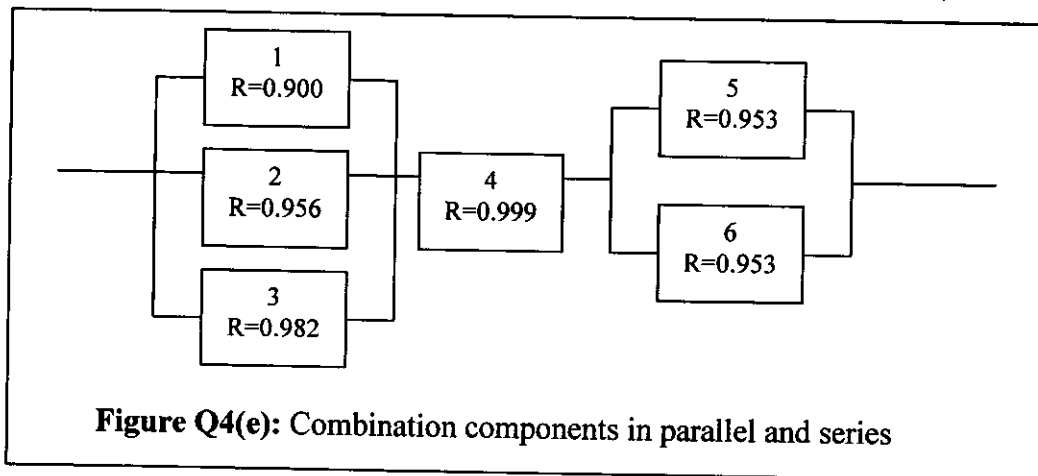 1
R=0.900
2
R=0.956
3
R=0.982
4
R=0.999
5
R=0.953
6
R=0.953
Figure Q4(e): Combination components in parallel and series